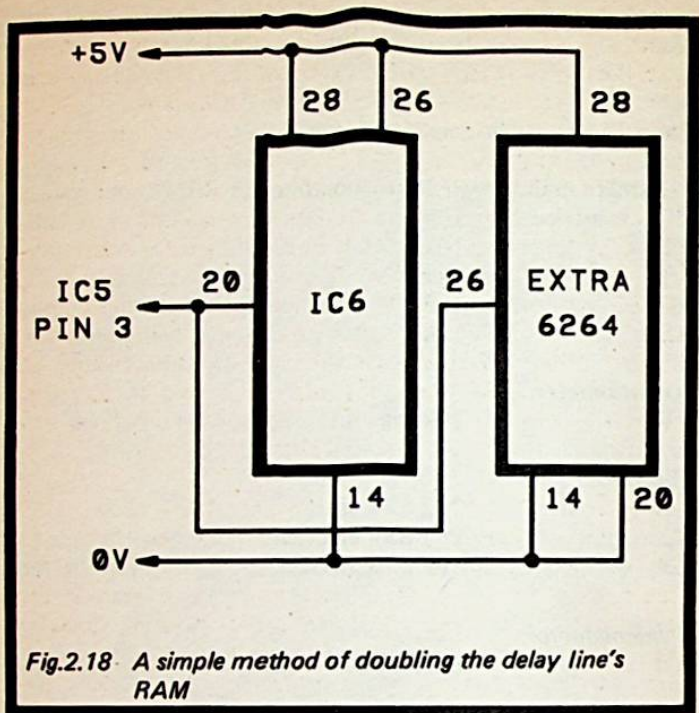 +5V
28 26 28
IC5
PIN 3
20
IC6
26
EXTRA
6264
14 14 20
0V
Fig.2.18 A simple method of doubling the delay line's
RAM